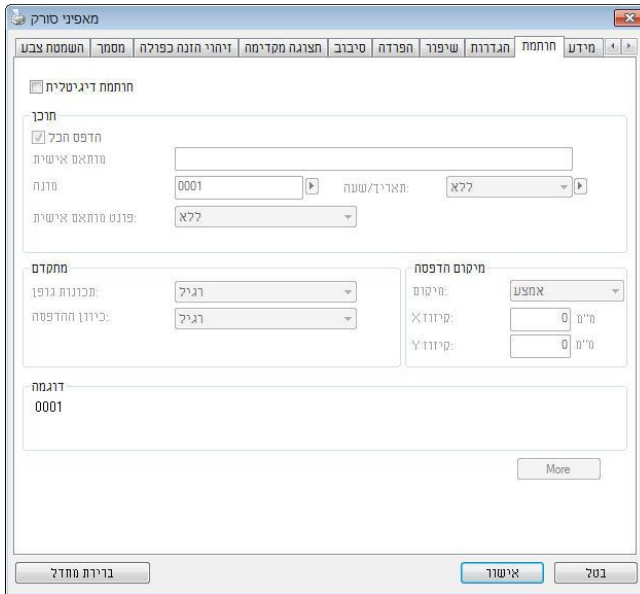 מאפיני סורק
השמטת צבע מסמך זיהוי הזנה כפולה תצוגה מקדימה סיבוב הפרדה שיפור הגדרות חותמת מידע
חותמת דיגיטלית
תוכן
הדפס הכל
מותאם אישית
מונה 0001 תאריך/שעה: ללא
פונט מותאם אישית: ללא
מתקדם
תכונות גופן: רגיל
כיוון ההדפסה: רגיל
מיקום הדפסה
מיקום: אמצע
קיזוז X: 0 מ"מ
קיזוז Y: 0 מ"מ
דוגמה
0001
More
ברירת מחדל אישור בטל